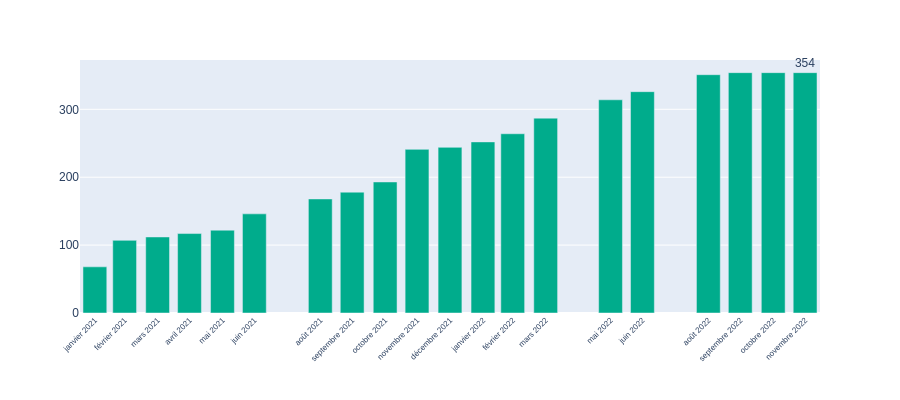 354
300
200
100
0
janvier 2021
février 2021
mars 2021
avril 2021
mai 2021
juin 2021
août 2021
septembre 2021
octobre 2021
novembre 2021
décembre 2021
janvier 2022
février 2022
mars 2022
mai 2022
juin 2022
août 2022
septembre 2022
octobre 2022
novembre 2022